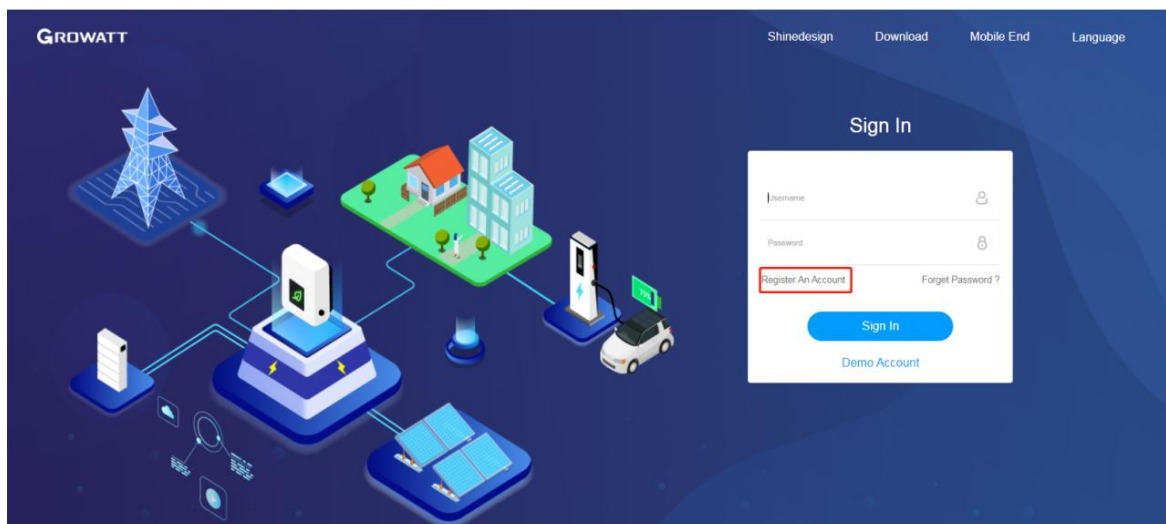 GROWATT
Shinedesign Download Mobile End Language
Sign In
Username
Password
Register An Account Forget Password ?
Sign In
Demo Account